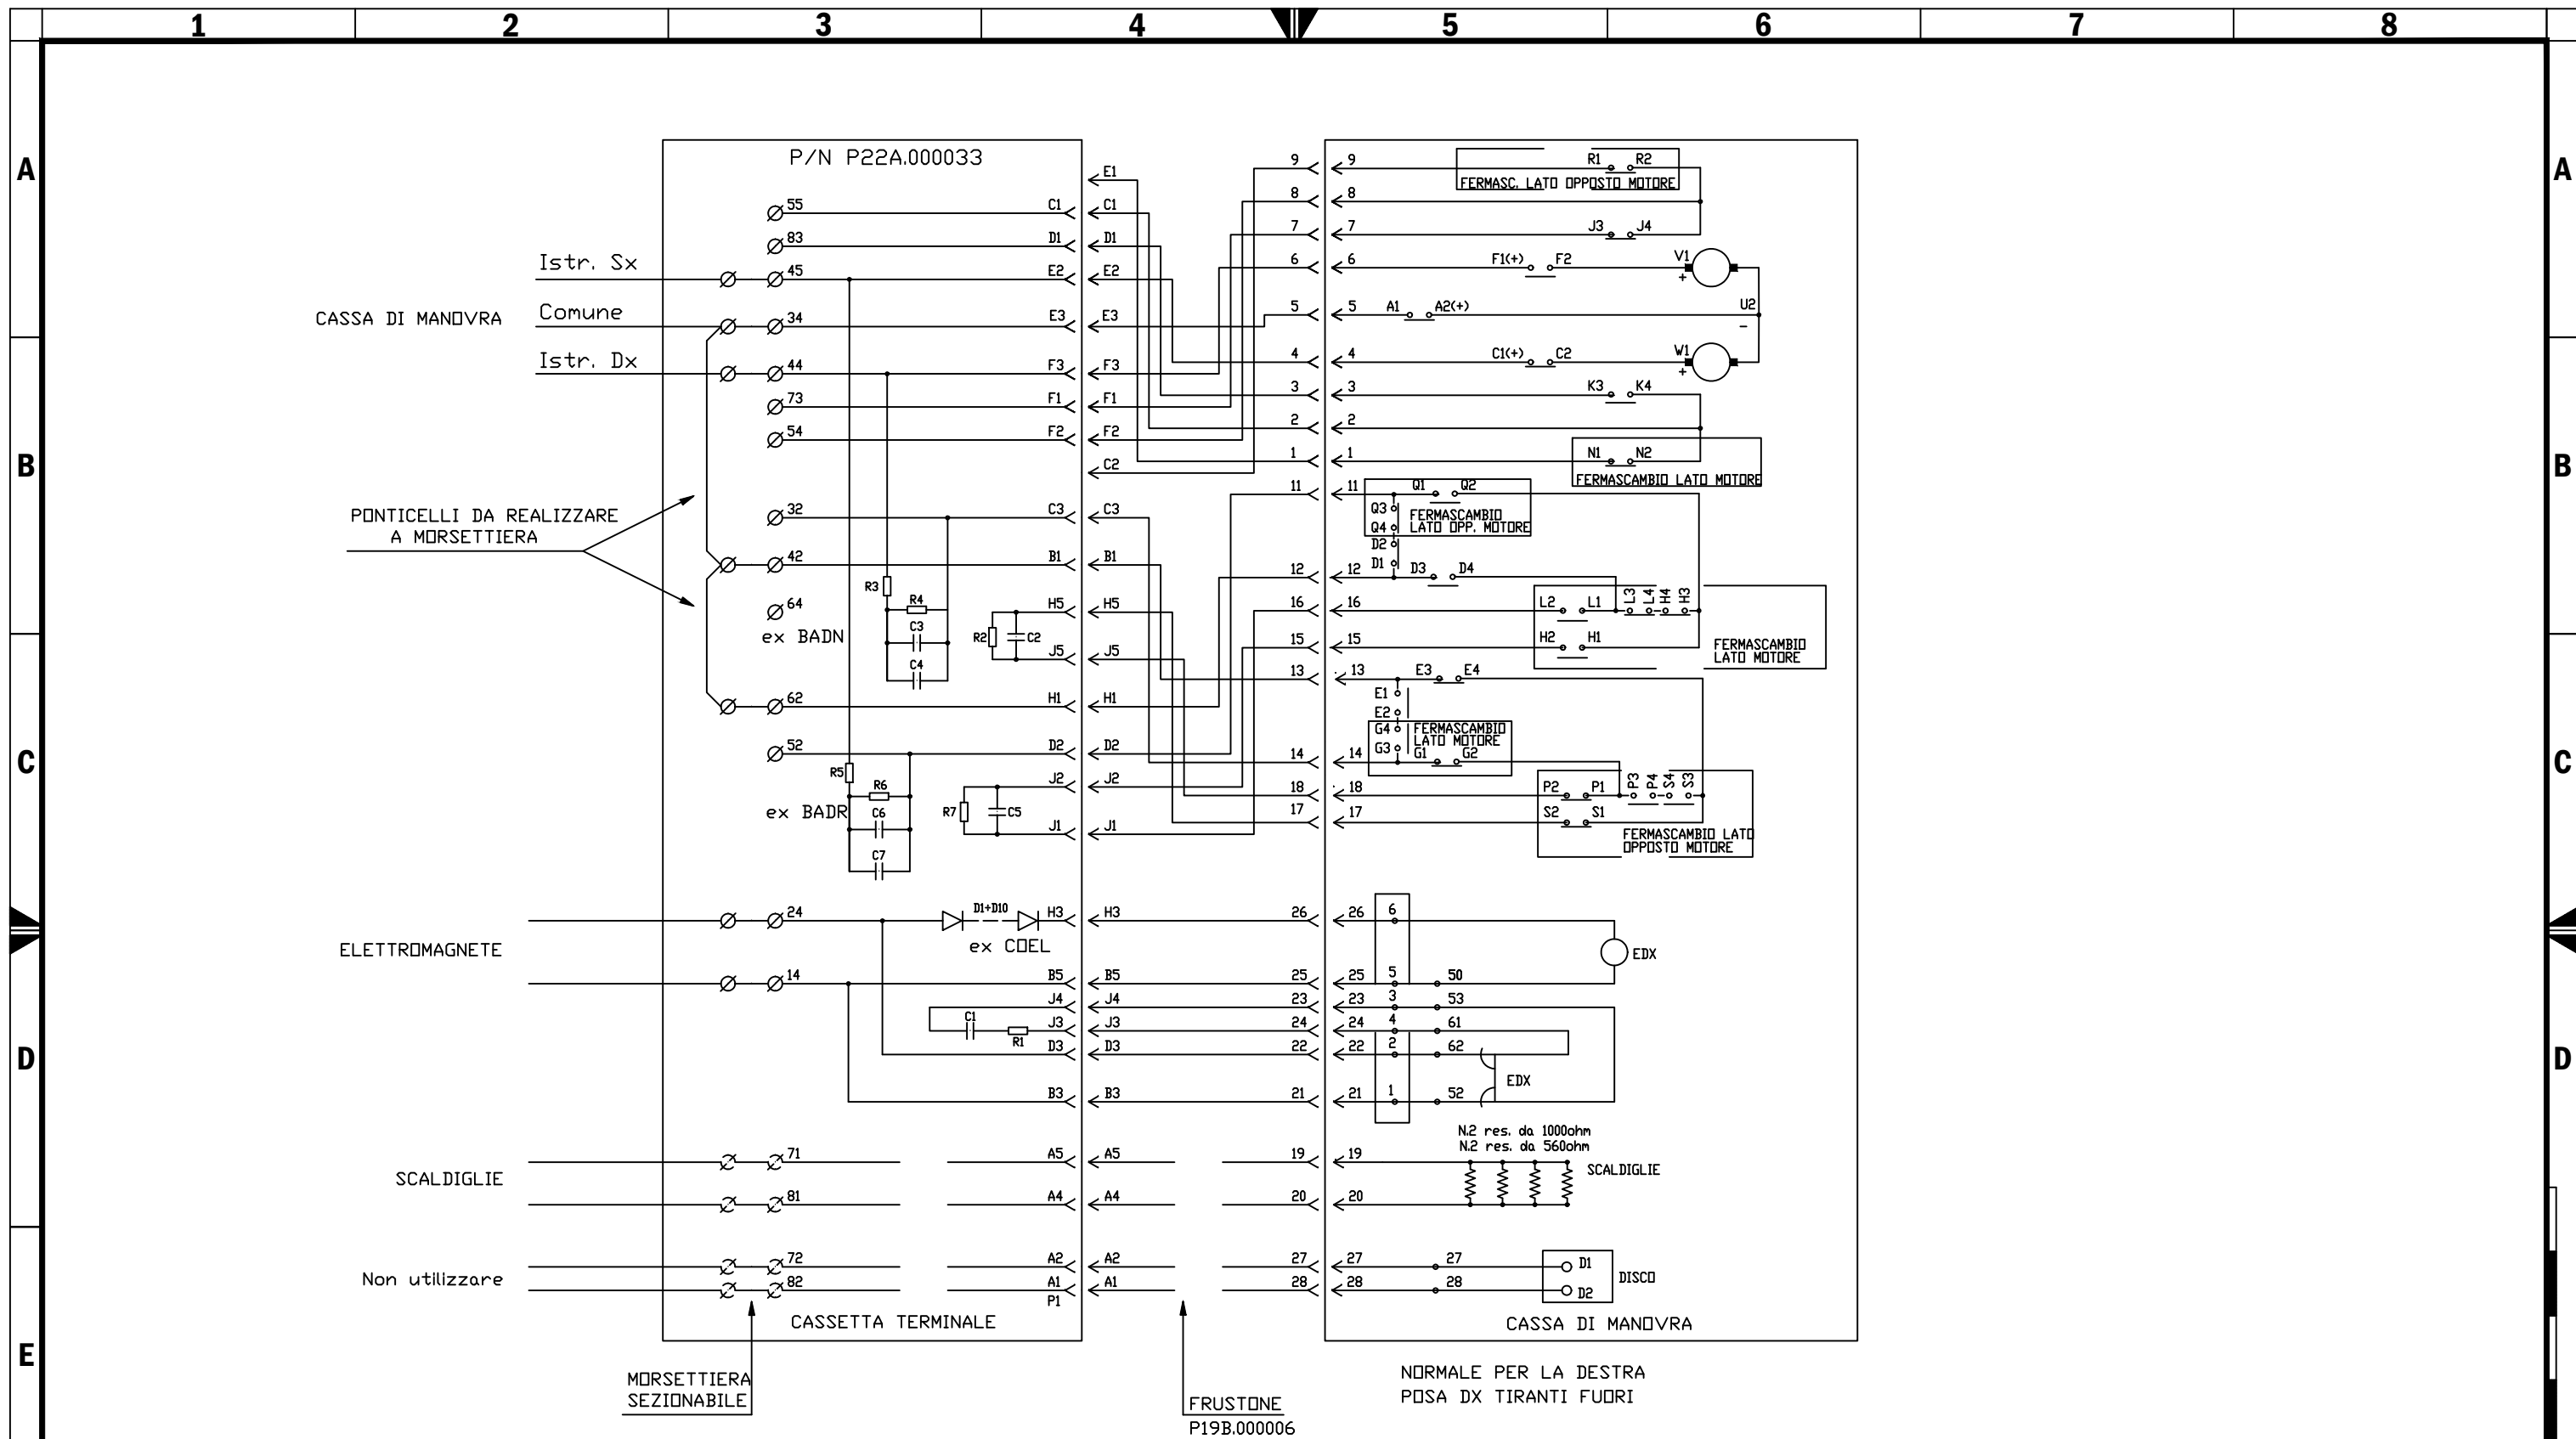 1 2 3 4 5 6 7 8
A
B
C
D
E
A
B
C
D
P/N P22A.000033
CASSA DI MANOVRA
Istr. Sx
Comune
Istr. Dx
PONTICELLI DA REALIZZARE
A MORSETTIERA
ELETTROMAGNETE
SCALDIGLIE
Non utilizzare
55
83
45
34
44
73
54
32
42
64
ex BADN
62
52
ex BADR
24
14
71
81
72
82
R3
R4
C3
C4
R2
C2
R5
R6
C6
C7
R7
C5
D1+D10
ex COEL
C1
R1
C1
D1
E2
E3
F3
F1
F2
C3
B1
H5
J5
H1
D2
J2
J1
H3
B5
J4
J3
D3
B3
A5
A4
A2
A1
P1
CASSETTA TERMINALE
E1
C1
D1
E2
E3
F3
F1
F2
C2
C3
B1
H5
J5
H1
D2
J2
J1
H3
B5
J4
J3
D3
B3
A5
A4
A2
A1
9
8
7
6
5
4
3
2
1
11
12
16
15
13
14
18
17
26
25
23
24
22
21
19
20
27
28
9 R1 R2
FERMASC. LATO OPPOSTO MOTORE
8
7 J3 J4
6 F1(+) F2 V1
+
5 A1 A2(+) U2
-
4 C1(+) C2 W1
+
3 K3 K4
2
1 N1 N2
FERMASCAMBIO LATO MOTORE
11 Q1 Q2
Q3
Q4
FERMASCAMBIO
LATO OPP. MOTORE
D2
D1
12 D3 D4
16 L2 L1 L3 L4 H4 H3
15 H2 H1
FERMASCAMBIO
LATO MOTORE
13 E3 E4
E1
E2
G4
G3
FERMASCAMBIO
LATO MOTORE
14 G1 G2
18 P2 P1 P3 P4 S4 S3
17 S2 S1
FERMASCAMBIO LATO
OPPOSTO MOTORE
26 6
EDX
25 5 50
23 3 53
24 4 61
22 2 62
EDX
21 1 52
N.2 res. da 1000ohm
N.2 res. da 560ohm
19
SCALDIGLIE
20
27 27 D1
DISCO
28 28 D2
CASSA DI MANOVRA
MORSETTIERA
SEZIONABILE
FRUSTONE
P19B.000006
NORMALE PER LA DESTRA
POSA DX TIRANTI FUORI